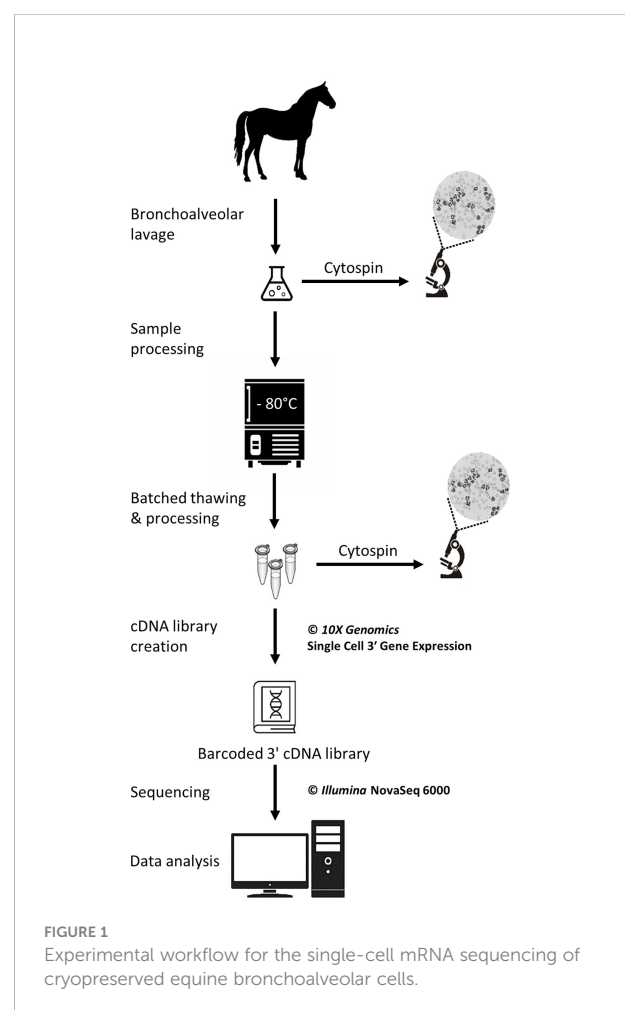 Bronchoalveolar
lavage
Cytospin
Sample
processing
- 80°C
Batched thawing
& processing
Cytospin
cDNA library
creation
© 10X Genomics
Single Cell 3′ Gene Expression
Barcoded 3' cDNA library
Sequencing
© Illumina NovaSeq 6000
Data analysis
FIGURE 1
Experimental workflow for the single-cell mRNA sequencing of
cryopreserved equine bronchoalveolar cells.